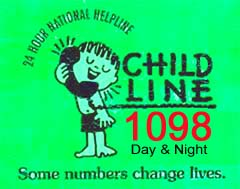 24 HOUR NATIONAL HELPLINE
CHILD
LINE
1098
Day & Night
Some numbers change lives.